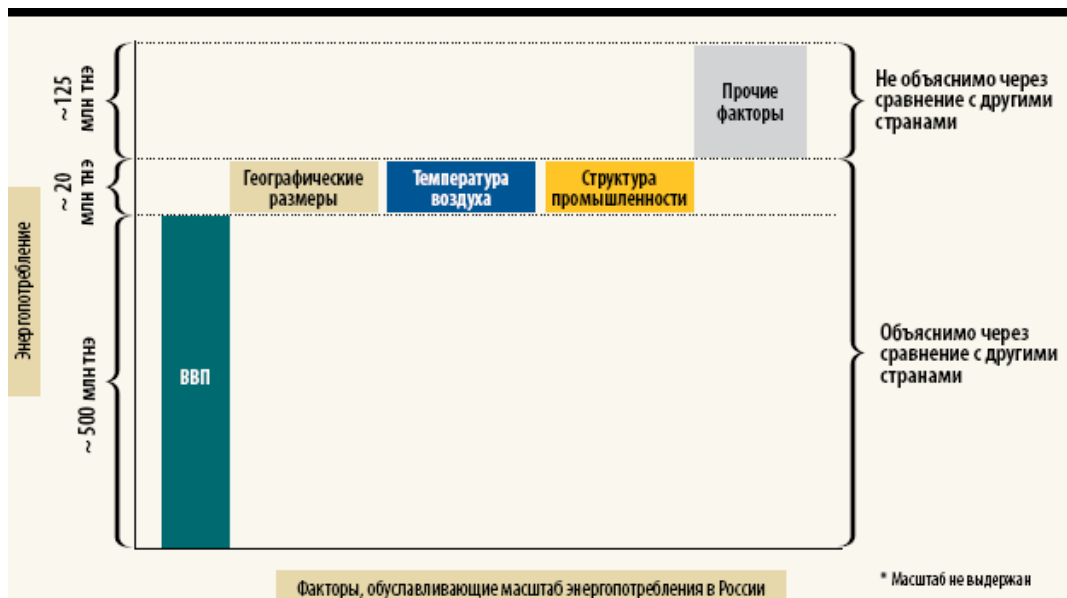 ~125
млн тнэ
Прочие
факторы
Не объяснимо через
сравнение с другими
странами
~ 20
млн тнэ
Географические
размеры
Температура
воздуха
Структура
промышленности
Энергопотребление
~ 500 млн тнэ
ВВП
Объяснимо через
сравнение с другими
странами
Факторы, обуславливающие масштаб энергопотребления в России
* Масштаб не выдержан